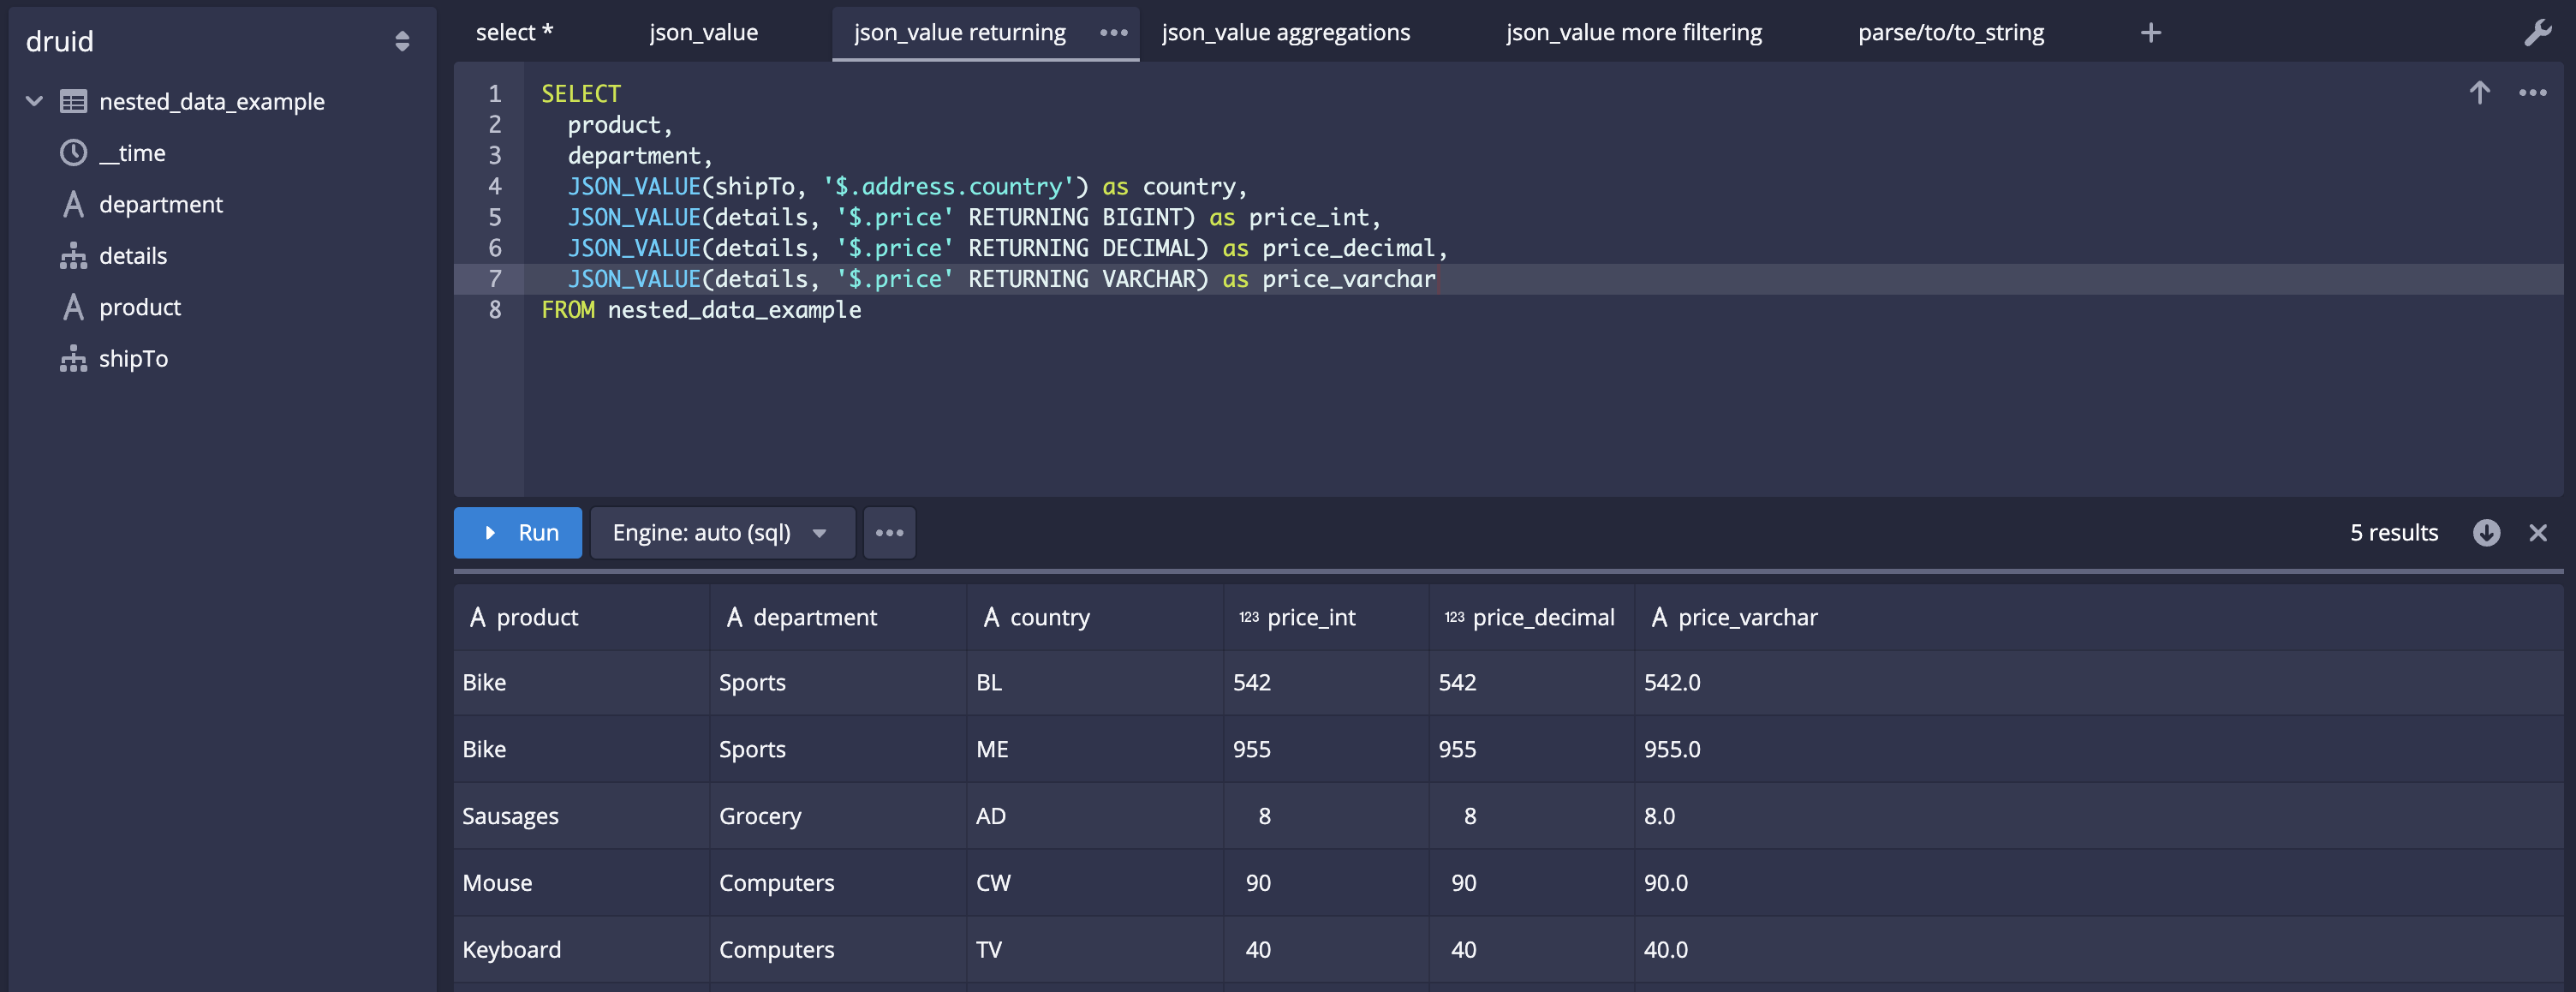 druid
nested_data_example
__time
department
details
product
shipTo
select * json_value json_value returning json_value aggregations json_value more filtering parse/to/to_string
1 SELECT
2 product,
3 department,
4 JSON_VALUE(shipTo, '$.address.country') as country,
5 JSON_VALUE(details, '$.price' RETURNING BIGINT) as price_int,
6 JSON_VALUE(details, '$.price' RETURNING DECIMAL) as price_decimal,
7 JSON_VALUE(details, '$.price' RETURNING VARCHAR) as price_varchar
8 FROM nested_data_example
Run Engine: auto (sql) 5 results
A product A department A country 123 price_int 123 price_decimal A price_varchar
Bike Sports BL 542 542 542.0
Bike Sports ME 955 955 955.0
Sausages Grocery AD 8 8 8.0
Mouse Computers CW 90 90 90.0
Keyboard Computers TV 40 40 40.0